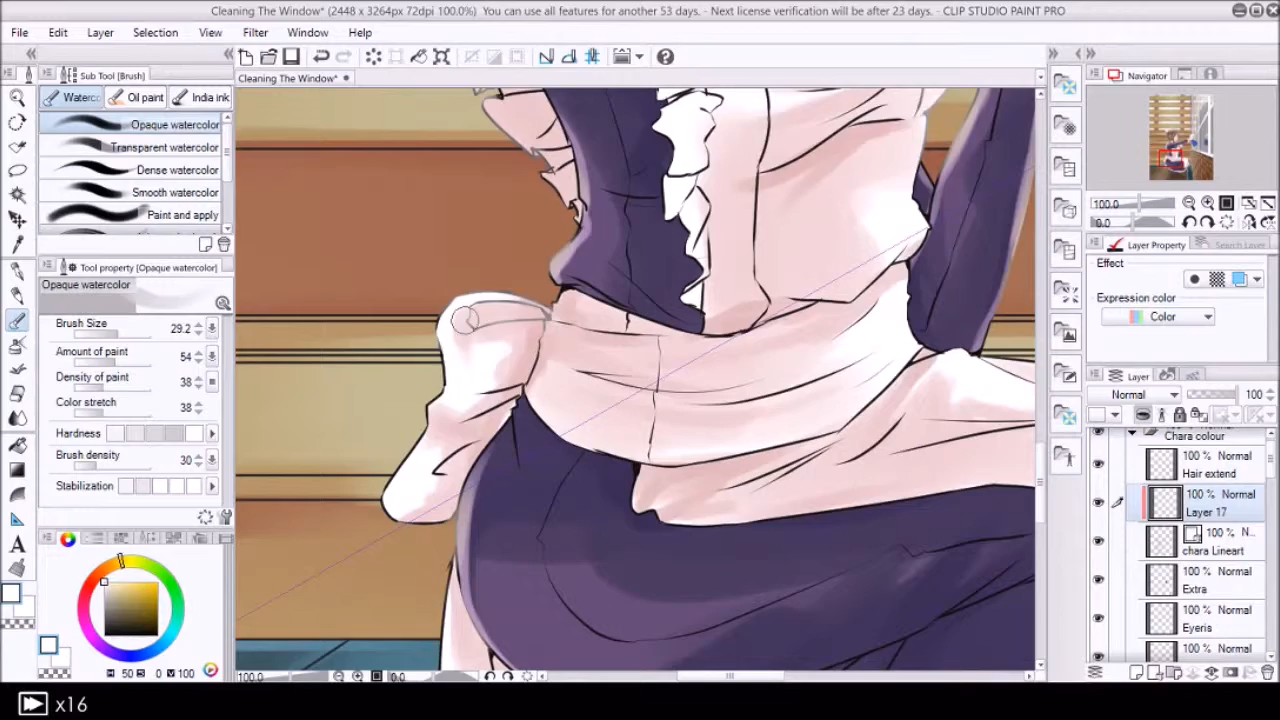 Cleaning The Window* (2448 x 3264px 72dpi 100.0%)  You can use all features for another 53 days. - Next license verification will be after 23 days. - CLIP STUDIO PAINT PRO
File Edit Layer Selection View Filter Window Help
Sub Tool [Brush]
Cleaning The Window*
Navigator
Waterc Oil paint India ink
Opaque watercolor
Transparent watercolor
Dense watercolor
Smooth watercolor
Paint and apply
100.0
0.0
Layer Property Search Layer
Tool property [Opaque watercolor]
Opaque watercolor
Effect
Expression color
Color
Brush Size 29.2
Amount of paint 54
Density of paint 38
Color stretch 38
Hardness
Brush density 30
Stabilization
Layer
Normal 100
Chara colour
100 % Normal
Hair extend
100 % Normal
Layer 17
100 % N...
chara Lineart
100 % Normal
Extra
100 % Normal
Eyeris
100 % Normal
H 50 S 0 V 100
100.0 0.0
x16
A